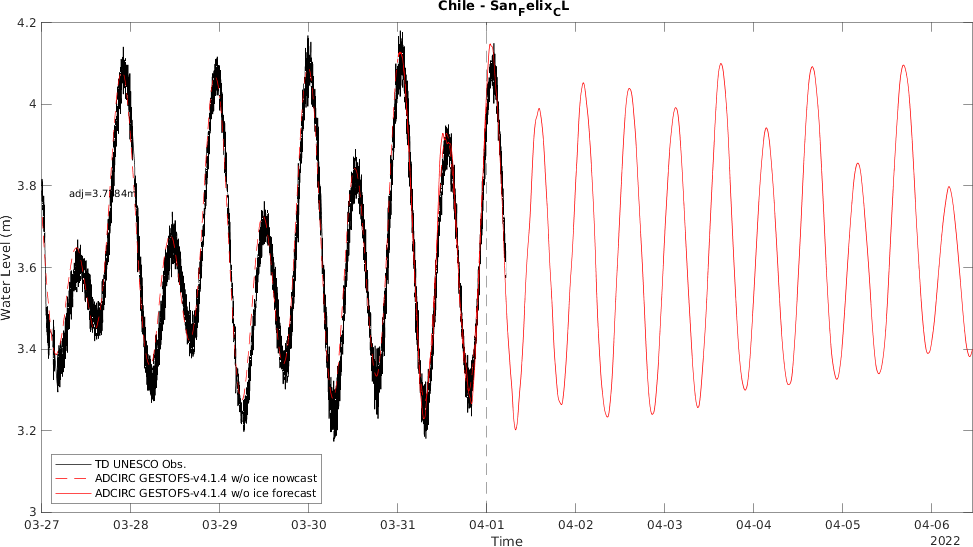 Chile - SanFelixCL
4.2
4
3.8
3.6
3.4
3.2
3
Water Level (m)
adj=3.7184m
TD UNESCO Obs.
ADCIRC GESTOFS-v4.1.4 w/o ice nowcast
ADCIRC GESTOFS-v4.1.4 w/o ice forecast
03-27 03-28 03-29 03-30 03-31 04-01 04-02 04-03 04-04 04-05 04-06
Time
2022